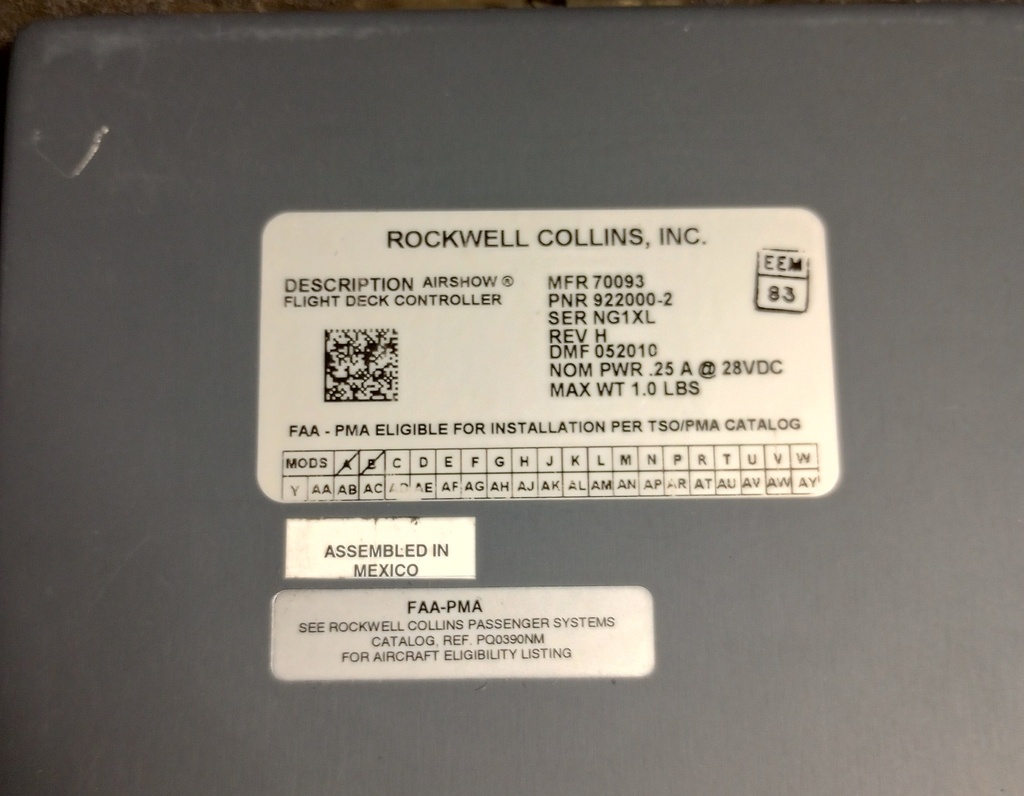 ROCKWELL COLLINS, INC.
DESCRIPTION AIRSHOW ®
FLIGHT DECK CONTROLLER
MFR 70093
PNR 922000-2
SER NG1XL
REV H
DMF 052010
NOM PWR .25 A @ 28VDC
MAX WT 1.0 LBS
EEM
83
FAA - PMA ELIGIBLE FOR INSTALLATION PER TSO/PMA CATALOG
MODS A B C D E F G H J K L M N P R T U V W
Y AA AB AC AD AE AF AG AH AJ AK AL AM AN AP AR AT AU AV AW AY
ASSEMBLED IN
MEXICO
FAA-PMA
SEE ROCKWELL COLLINS PASSENGER SYSTEMS
CATALOG, REF. PQ0390NM
FOR AIRCRAFT ELIGIBILITY LISTING